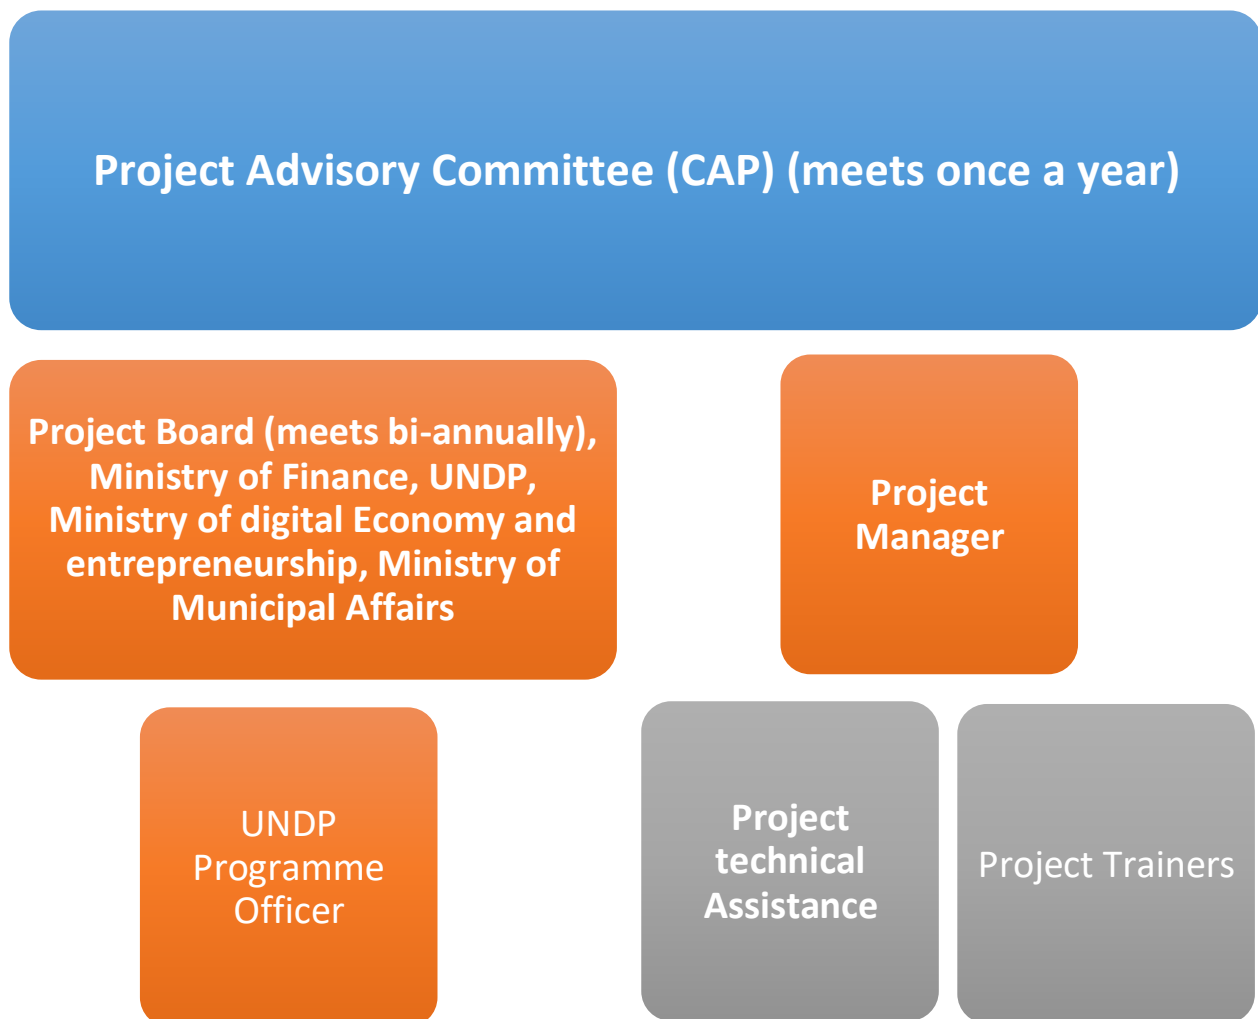 Project Advisory Committee (CAP) (meets once a year)
Project Board (meets bi-annually),
Ministry of Finance, UNDP,
Ministry of digital Economy and
entrepreneurship, Ministry of
Municipal Affairs
Project
Manager
UNDP
Programme
Officer
Project
technical
Assistance
Project Trainers